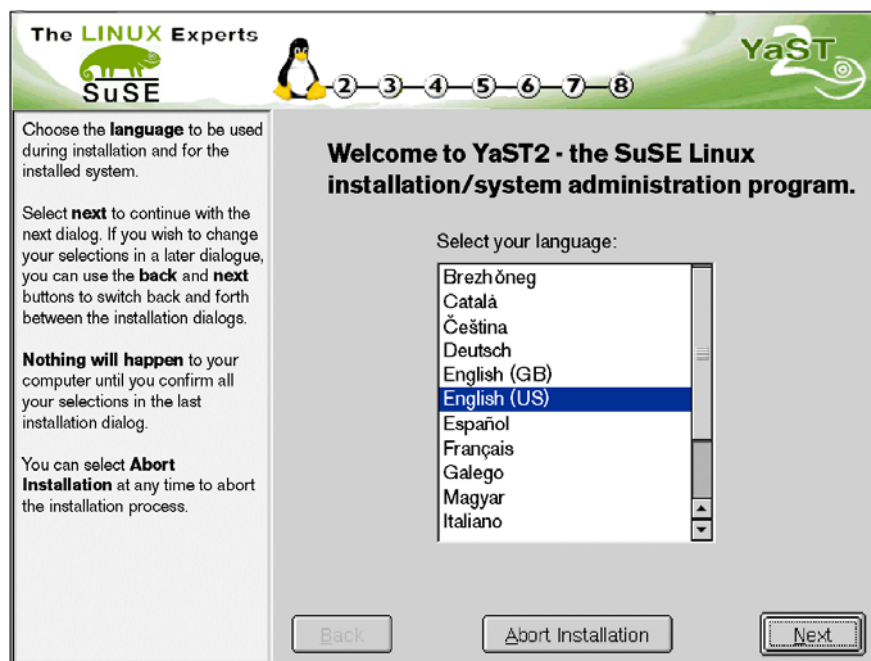 The LINUX Experts
SuSE
2 3 4 5 6 7 8
YaST
2
Choose the language to be used
during installation and for the
installed system.
Select next to continue with the
next dialog. If you wish to change
your selections in a later dialogue,
you can use the back and next
buttons to switch back and forth
between the installation dialogs.
Nothing will happen to your
computer until you confirm all
your selections in the last
installation dialog.
You can select Abort
Installation at any time to abort
the installation process.
Welcome to YaST2 - the SuSE Linux
installation/system administration program.
Select your language:
Brezhoneg
Català
Čeština
Deutsch
English (GB)
English (US)
Español
Français
Galego
Magyar
Italiano
Back
Abort Installation
Next